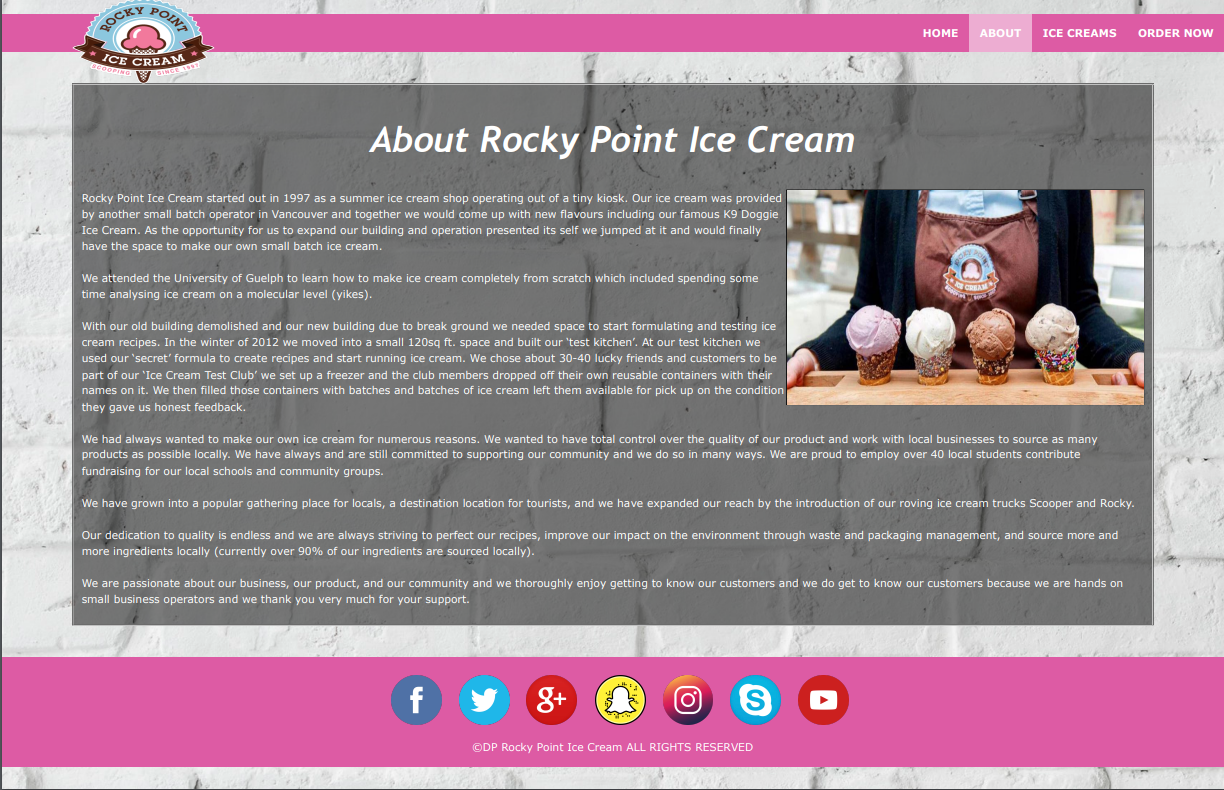 ROCKY POINT
ICE CREAM
SCOOPING SINCE 1997
HOME ABOUT ICE CREAMS ORDER NOW
About Rocky Point Ice Cream
Rocky Point Ice Cream started out in 1997 as a summer ice cream shop operating out of a tiny kiosk. Our ice cream was provided
by another small batch operator in Vancouver and together we would come up with new flavours including our famous K9 Doggie
Ice Cream. As the opportunity for us to expand our building and operation presented its self we jumped at it and would finally
have the space to make our own small batch ice cream.
We attended the University of Guelph to learn how to make ice cream completely from scratch which included spending some
time analysing ice cream on a molecular level (yikes).
With our old building demolished and our new building due to break ground we needed space to start formulating and testing ice
cream recipes. In the winter of 2012 we moved into a small 120sq ft. space and built our ‘test kitchen’. At our test kitchen we
used our ‘secret’ formula to create recipes and start running ice cream. We chose about 30-40 lucky friends and customers to be
part of our ‘Ice Cream Test Club’ we set up a freezer and the club members dropped off their own reusable containers with their
names on it. We then filled those containers with batches and batches of ice cream left them available for pick up on the condition
they gave us honest feedback.
ROCKY POINT
ICE CREAM
We had always wanted to make our own ice cream for numerous reasons. We wanted to have total control over the quality of our product and work with local businesses to source as many
products as possible locally. We have always and are still committed to supporting our community and we do so in many ways. We are proud to employ over 40 local students contribute
fundraising for our local schools and community groups.
We have grown into a popular gathering place for locals, a destination location for tourists, and we have expanded our reach by the introduction of our roving ice cream trucks Scooper and Rocky.
Our dedication to quality is endless and we are always striving to perfect our recipes, improve our impact on the environment through waste and packaging management, and source more and
more ingredients locally (currently over 90% of our ingredients are sourced locally).
We are passionate about our business, our product, and our community and we thoroughly enjoy getting to know our customers and we do get to know our customers because we are hands on
small business operators and we thank you very much for your support.
f g+ S
©DP Rocky Point Ice Cream ALL RIGHTS RESERVED